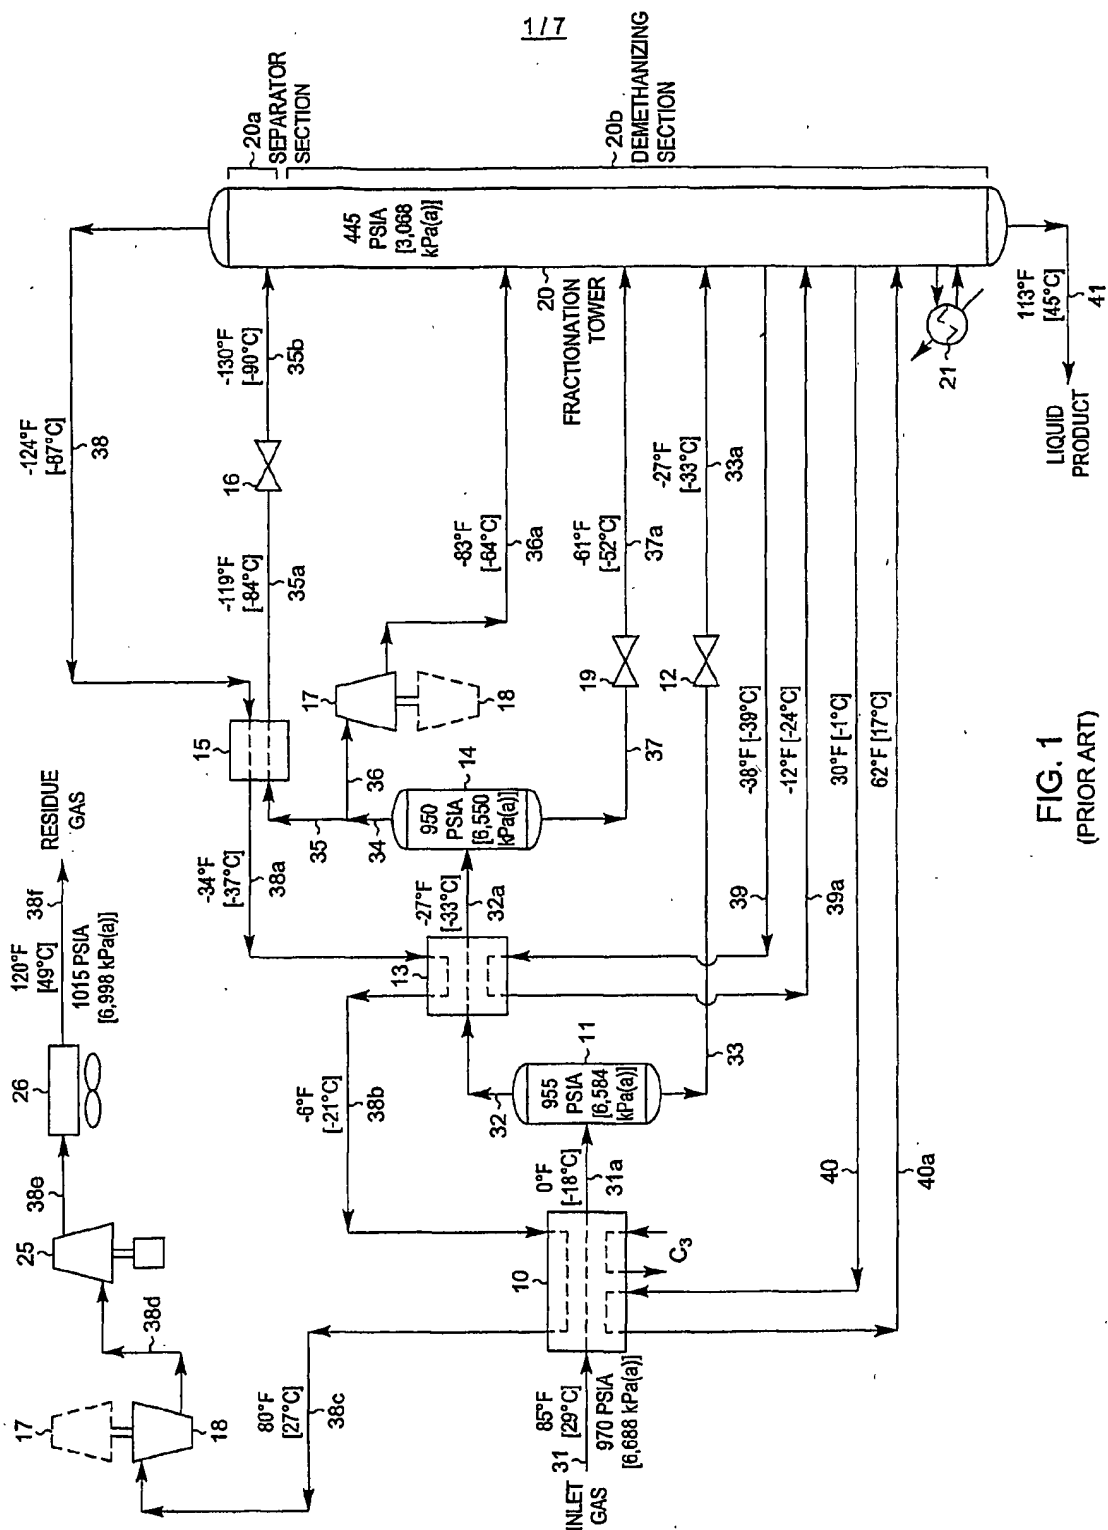 1/7
RESIDUE
GAS
120°F
[49°C]
38f
1015 PSIA
[6,998 kPa(a)]
26
38e
25
38d
17
18
80°F
[27°C]
38c
-124°F
[-87°C]
38
15
-34°F
[-37°C]
38a
-119°F
[-84°C]
35a
16
-130°F
[-90°C]
35b
20a
SEPARATOR
SECTION
20b
DEMETHANIZING
SECTION
445
PSIA
[3,068
kPa(a)]
20
FRACTIONATION
TOWER
35
34
36
17
18
-83°F
[-64°C]
36a
14
950
PSIA
[6,550
kPa(a)]
37
19
-61°F
[-52°C]
37a
12
-27°F
[-33°C]
33a
-27°F
[-33°C]
32a
13
-6°F
[-21°C]
38b
32
11
955
PSIA
[6,584
kPa(a)]
33
39
-38°F [-39°C]
39a
-12°F [-24°C]
40
30°F [-1°C]
40a
62°F [17°C]
0°F
[-18°C]
31a
10
C3
INLET
GAS
31
85°F
[29°C]
970 PSIA
[6,688 kPa(a)]
21
113°F
[45°C]
41
LIQUID
PRODUCT
FIG. 1
(PRIOR ART)